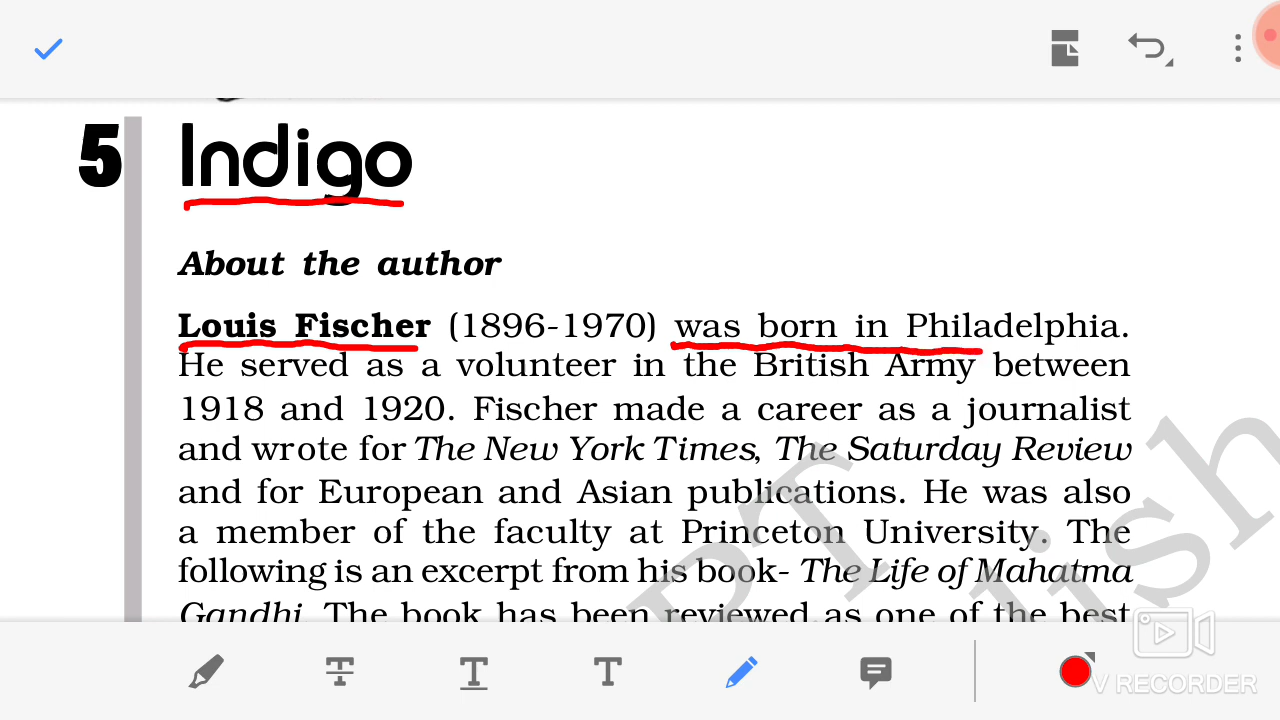 5 Indigo
About the author
Louis Fischer (1896-1970) was born in Philadelphia.
He served as a volunteer in the British Army between
1918 and 1920. Fischer made a career as a journalist
and wrote for The New York Times, The Saturday Review
and for European and Asian publications. He was also
a member of the faculty at Princeton University. The
following is an excerpt from his book- The Life of Mahatma
Gandhi. The book has been reviewed as one of the best
V RECORDER